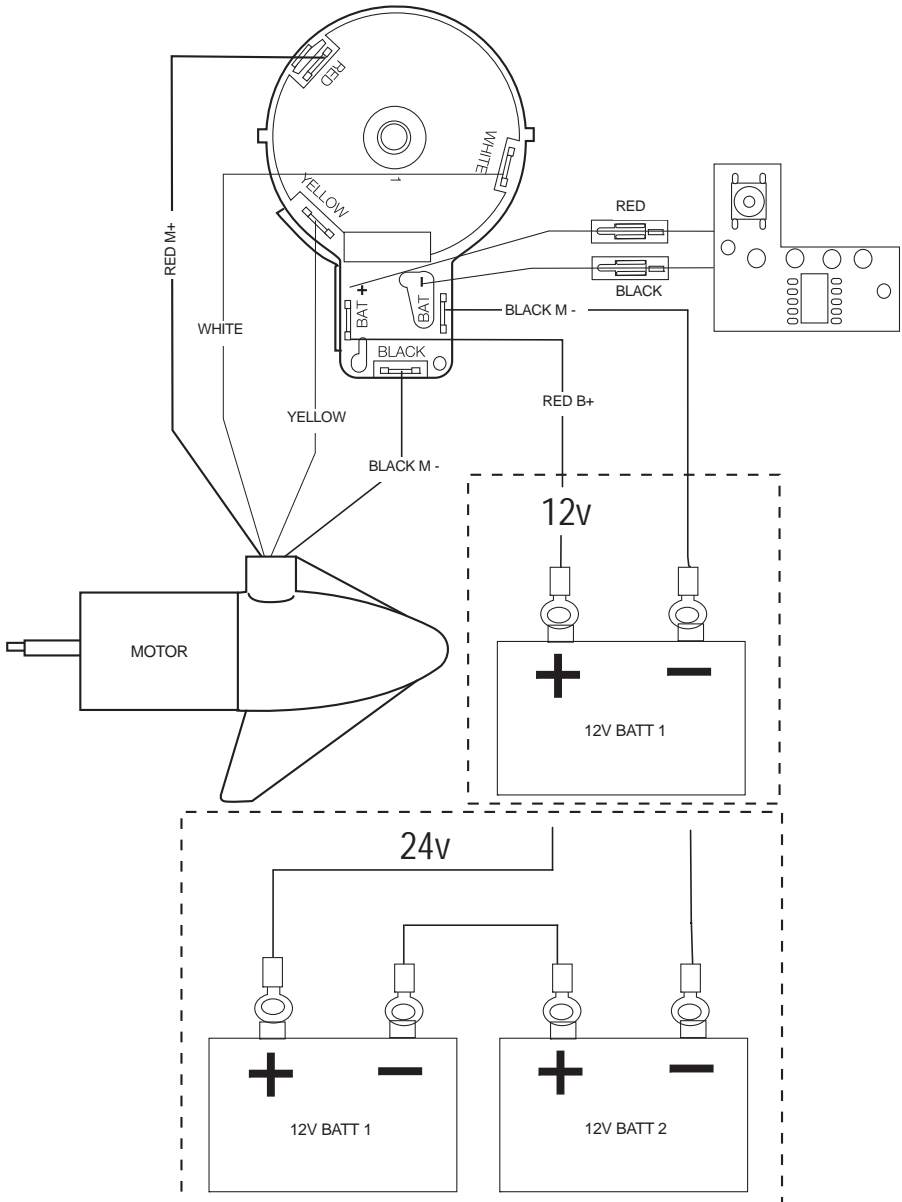 RED
WHITE
1
YELLOW
RED
RED M+
+
-
BAT
BAT
BLACK
BLACK M -
WHITE
BLACK
RED B+
YELLOW
BLACK M -
12v
MOTOR
+ -
12V BATT 1
24v
+ - + -
12V BATT 1
12V BATT 2